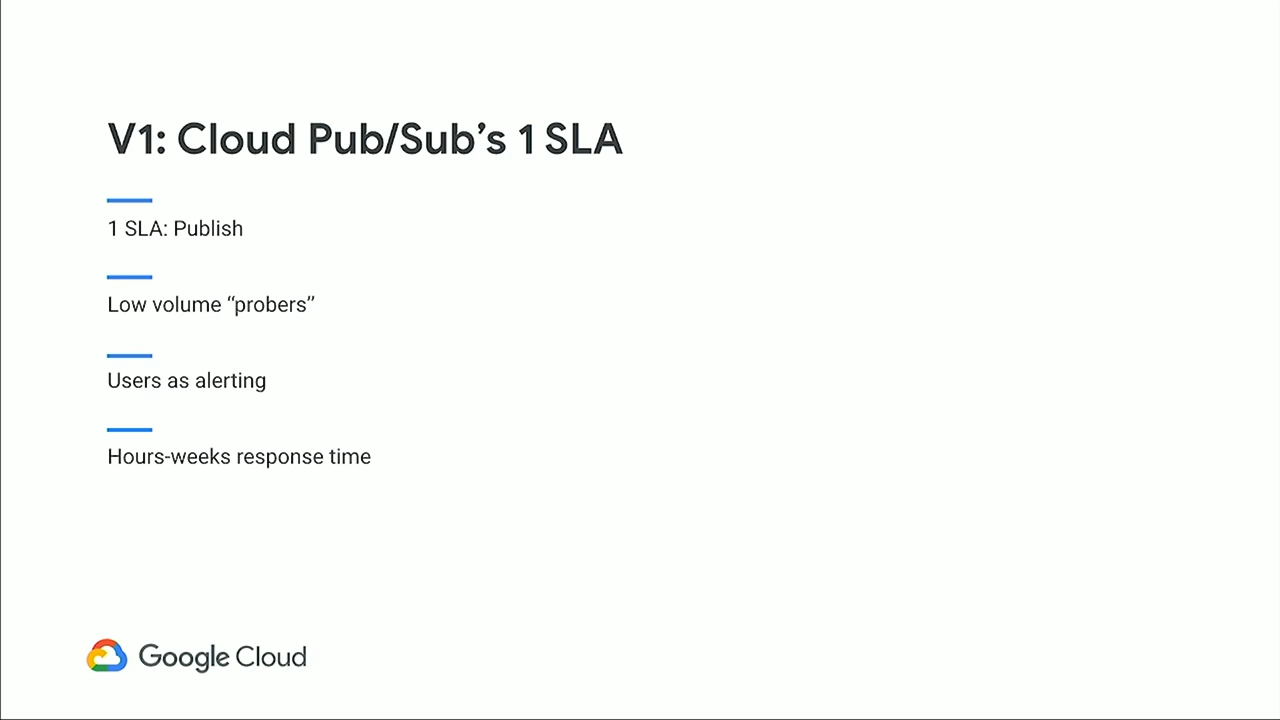 V1: Cloud Pub/Sub’s 1 SLA
1 SLA: Publish
Low volume “probers”
Users as alerting
Hours-weeks response time
Google Cloud